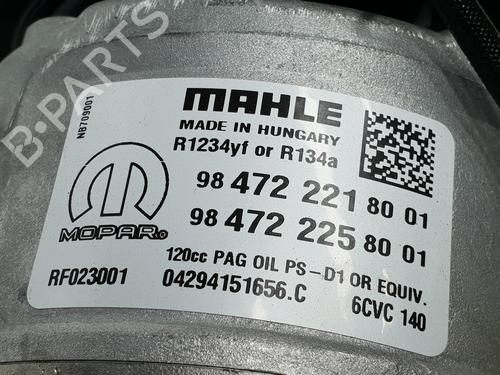 B-PARTS
NB709001
MAHLE
MADE IN HUNGARY
R1234yf or R134a
98 472 221 80 01
98 472 225 80 01
MOPAR®
120cc PAG OIL PS-D1 OR EQUIV.
RF023001
04294151656.C
6CVC 140